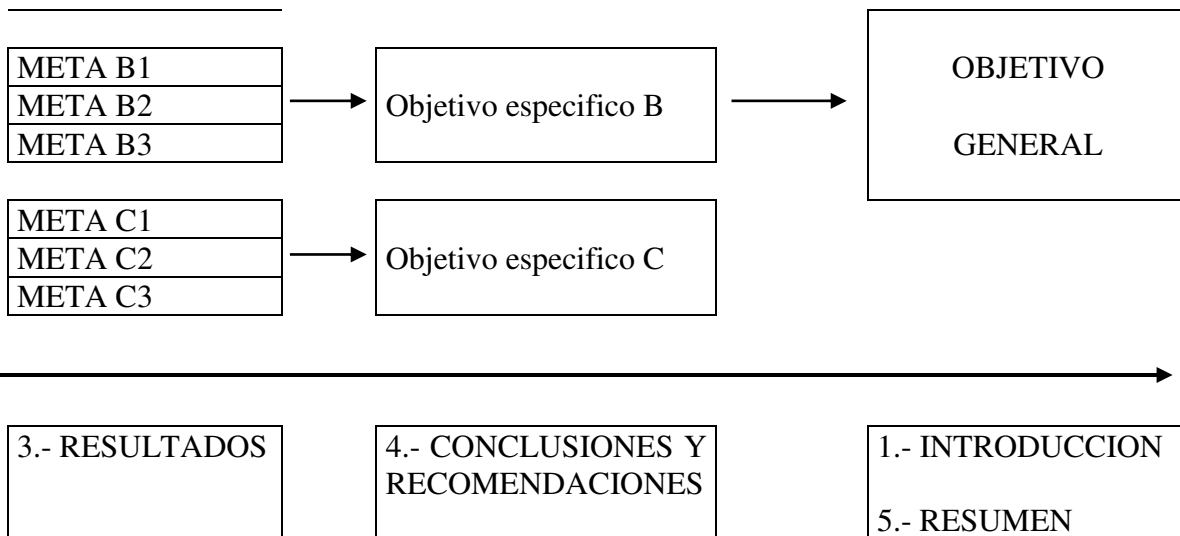 META B1
META B2
META B3
Objetivo especifico B
OBJETIVO
GENERAL
META C1
META C2
META C3
Objetivo especifico C
3.- RESULTADOS
4.- CONCLUSIONES Y
RECOMENDACIONES
1.- INTRODUCCION
5.- RESUMEN